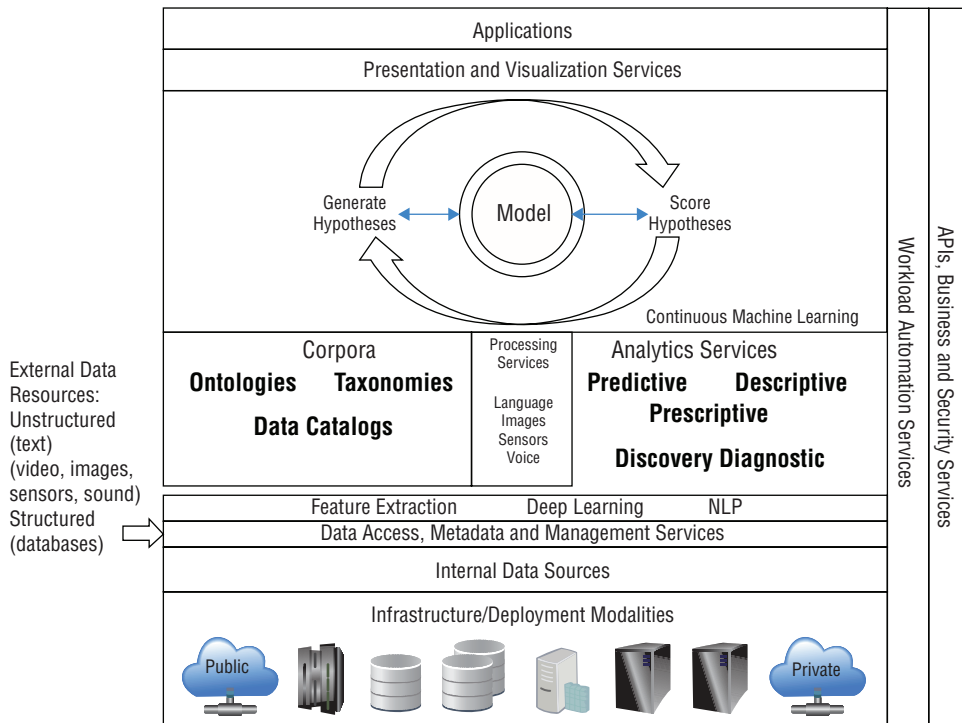 Applications
Presentation and Visualization Services
Generate
Hypotheses
Model
Score
Hypotheses
Continuous Machine Learning
Corpora
Ontologies Taxonomies
Data Catalogs
Processing
Services
Language
Images
Sensors
Voice
Analytics Services
Predictive Descriptive
Prescriptive
Discovery Diagnostic
External Data
Resources:
Unstructured
(text)
(video, images,
sensors, sound)
Structured
(databases)
Feature Extraction Deep Learning NLP
Data Access, Metadata and Management Services
Internal Data Sources
Infrastructure/Deployment Modalities
Public
Private
Workload Automation Services
APIs, Business and Security Services